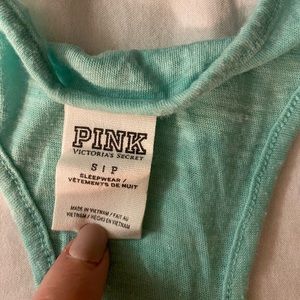 PINK
VICTORIA'S SECRET
S | P
SLEEPWEAR /
VÊTEMENTS DE NUIT
MADE IN VIETNAM / FAIT AU
VIETNAM / HECHO EN VIETNAM